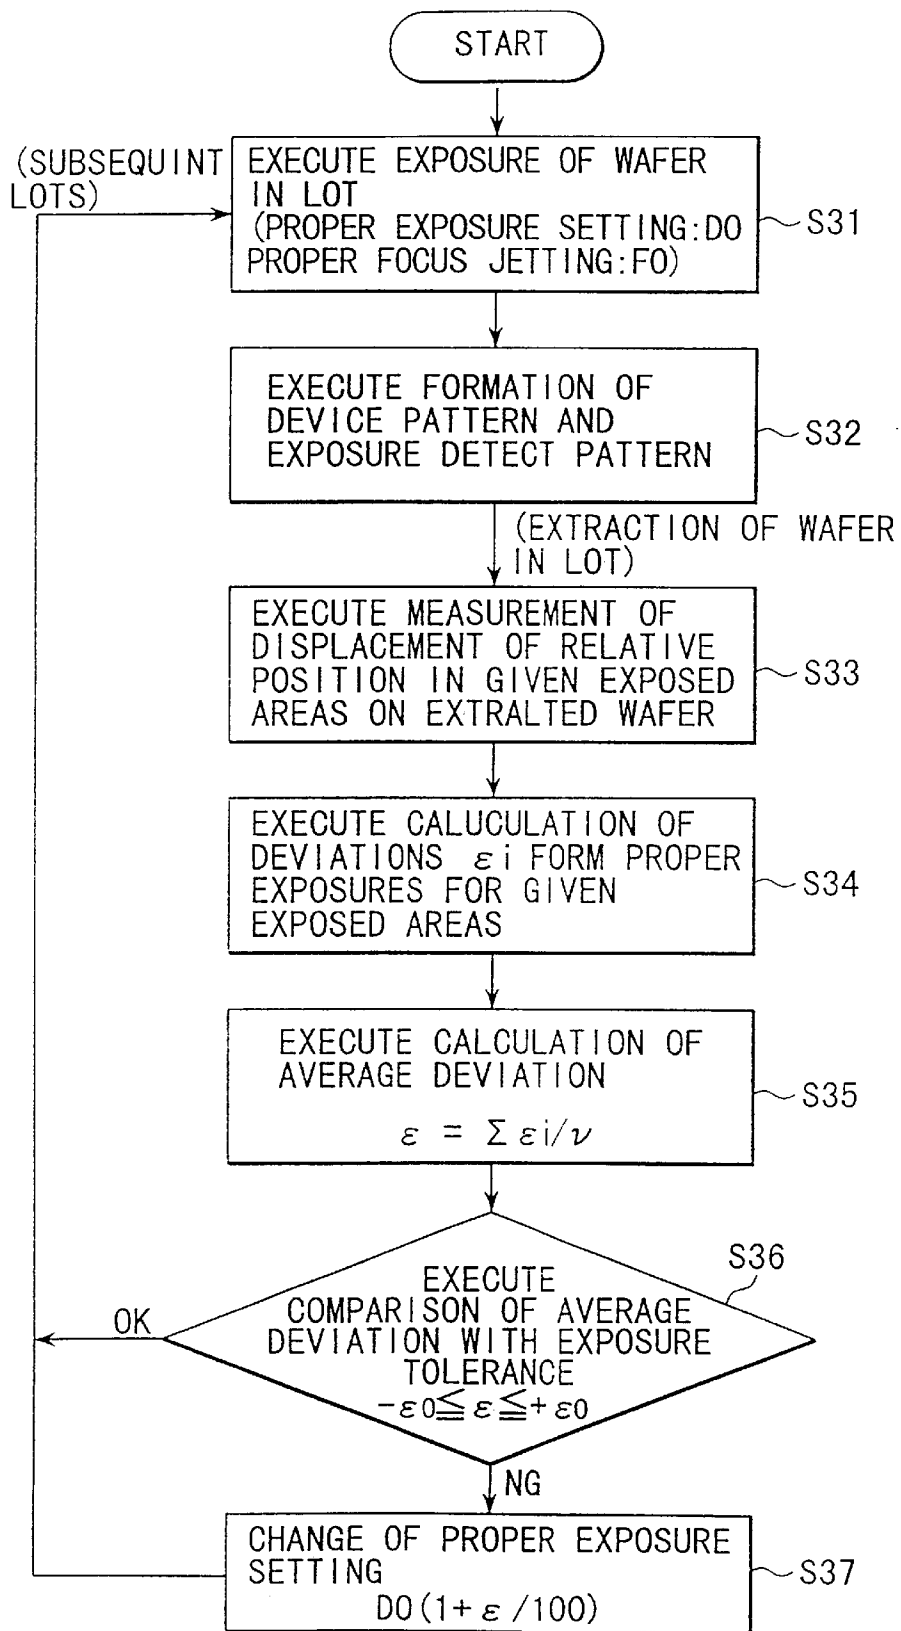 START
(SUBSEQUINT
LOTS)
EXECUTE EXPOSURE OF WAFER
IN LOT
(PROPER EXPOSURE SETTING:DO
PROPER FOCUS JETTING:FO)
S31
EXECUTE FORMATION OF
DEVICE PATTERN AND
EXPOSURE DETECT PATTERN
S32
(EXTRACTION OF WAFER
IN LOT)
EXECUTE MEASUREMENT OF
DISPLACEMENT OF RELATIVE
POSITION IN GIVEN EXPOSED
AREAS ON EXTRALTED WAFER
S33
EXECUTE CALUCULATION OF
DEVIATIONS εi FORM PROPER
EXPOSURES FOR GIVEN
EXPOSED AREAS
S34
EXECUTE CALCULATION OF
AVERAGE DEVIATION
ε = Σ εi/ν
S35
S36
EXECUTE
COMPARISON OF AVERAGE
DEVIATION WITH EXPOSURE
TOLERANCE
-ε0≦ε≦+ε0
OK
NG
CHANGE OF PROPER EXPOSURE
SETTING
DO(1+ε/100)
S37